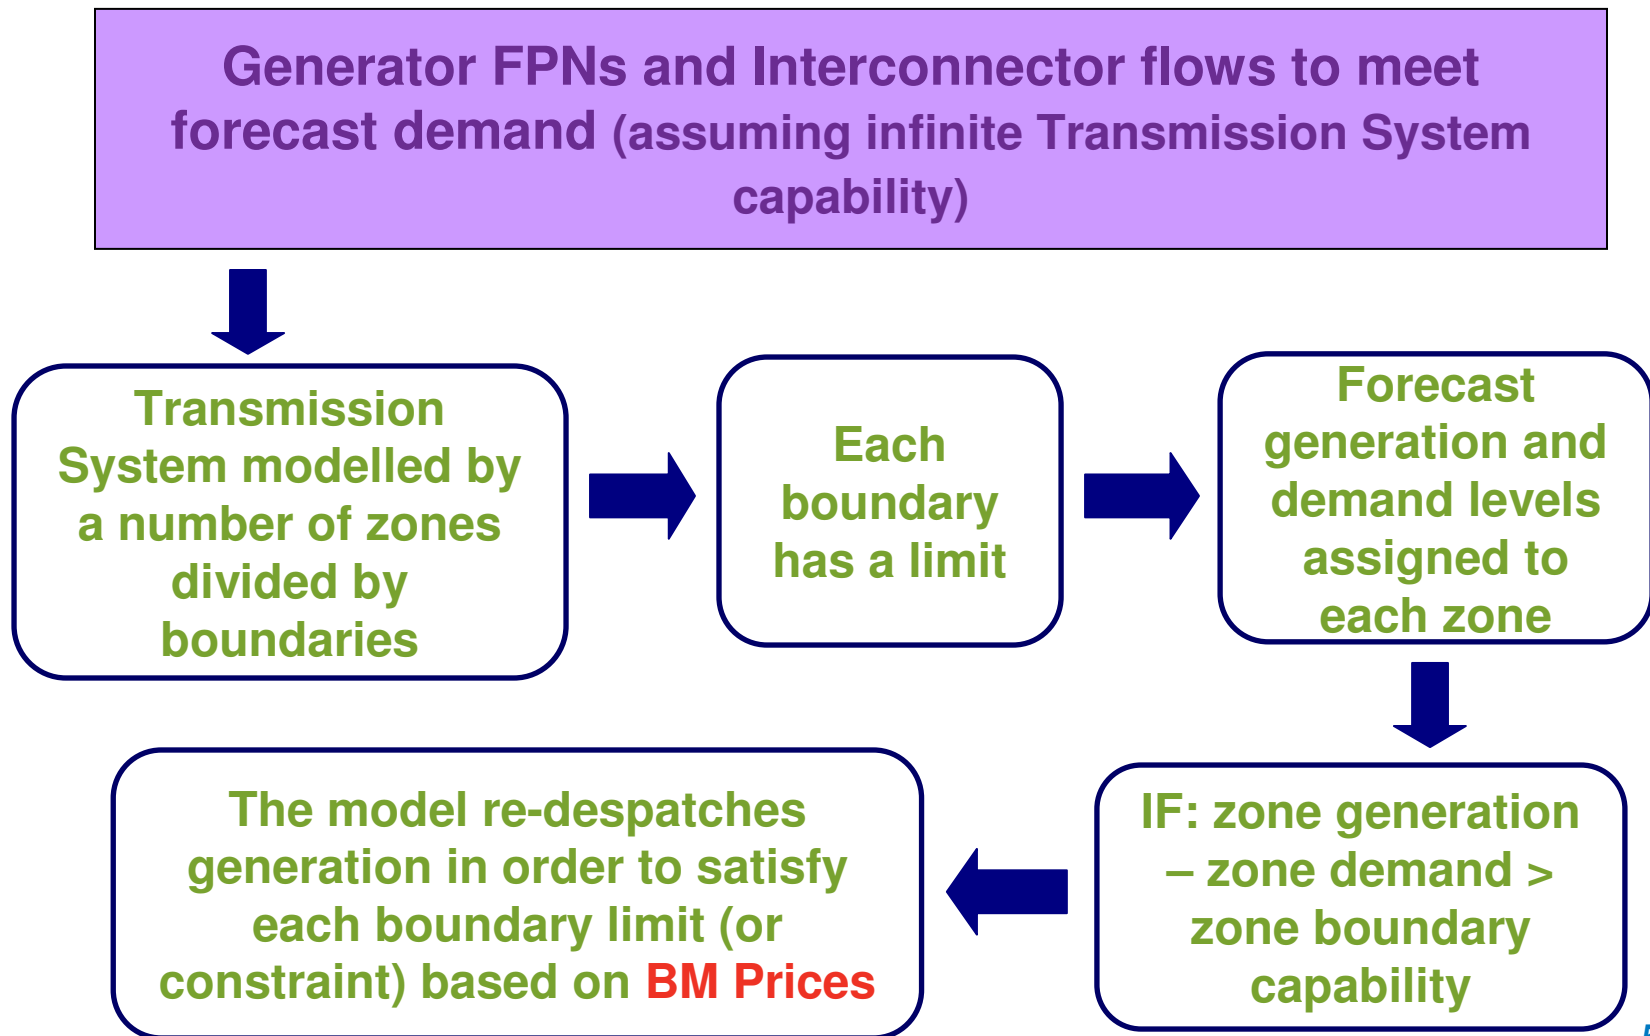 Generator FPNs and Interconnector flows to meet
forecast demand (assuming infinite Transmission System
capability)
Transmission
System modelled by
a number of zones
divided by
boundaries
Each
boundary
has a limit
Forecast
generation and
demand levels
assigned to
each zone
IF: zone generation
– zone demand >
zone boundary
capability
The model re-despatches
generation in order to satisfy
each boundary limit (or
constraint) based on BM Prices